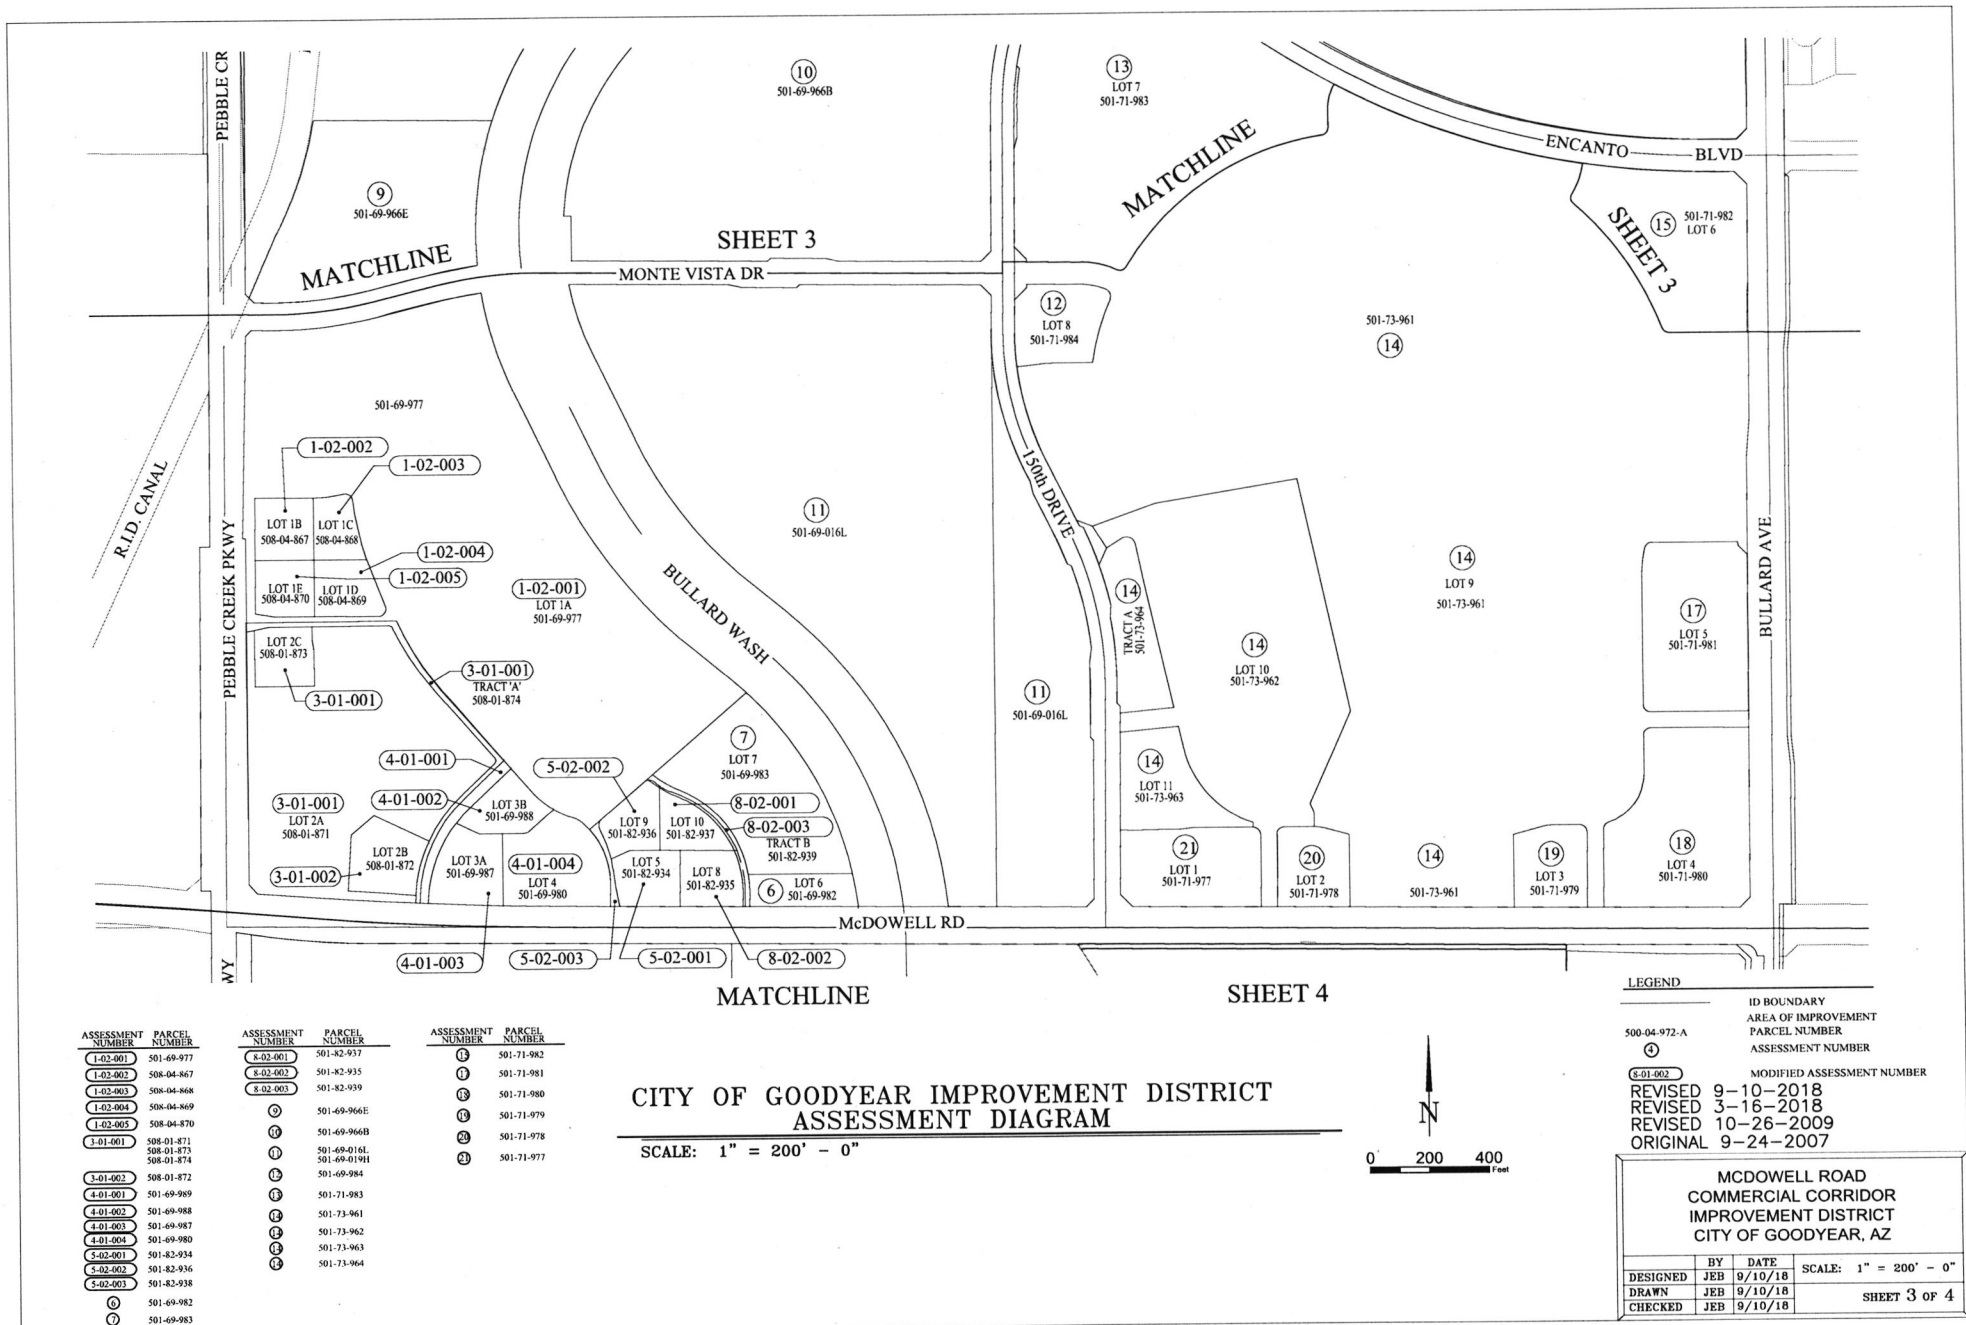 PEBBLE CR
10
501-69-966B
13
LOT 7
501-71-983
MATCHLINE
ENCANTO BLVD
9
501-69-966E
MATCHLINE
SHEET 3
MONTE VISTA DR
15
501-71-982
LOT 6
SHEET 3
12
LOT 8
501-71-984
501-73-961
14
501-69-977
R.I.D. CANAL
PEBBLE CREEK PKWY
1-02-002
1-02-003
LOT 1B
508-04-867
LOT 1C
508-04-868
1-02-004
1-02-005
LOT 1E
508-04-870
LOT 1D
508-04-869
1-02-001
LOT 1A
501-69-977
BULLARD WASH
11
501-69-016L
150th DRIVE
14
TRACT A
501-73-964
14
LOT 9
501-73-961
14
LOT 10
501-73-962
17
LOT 5
501-71-981
BULLARD AVE
LOT 2C
508-01-873
3-01-001
3-01-001
TRACT 'A'
508-01-874
11
501-69-016L
7
LOT 7
501-69-983
4-01-001
5-02-002
4-01-002
LOT 3B
501-69-988
8-02-001
8-02-003
TRACT B
501-82-939
LOT 9
501-82-936
LOT 10
501-82-937
3-01-001
LOT 2A
508-01-871
LOT 2B
508-01-872
3-01-002
LOT 3A
501-69-987
4-01-004
LOT 4
501-69-980
LOT 5
501-82-934
LOT 8
501-82-935
6
LOT 6
501-69-982
14
LOT 11
501-73-963
21
LOT 1
501-71-977
20
LOT 2
501-71-978
14
501-73-961
19
LOT 3
501-71-979
18
LOT 4
501-71-980
McDOWELL RD
WY
4-01-003
5-02-003
5-02-001
8-02-002
MATCHLINE
SHEET 4
ASSESSMENT NUMBER PARCEL NUMBER
1-02-001 501-69-977
1-02-002 508-04-867
1-02-003 508-04-868
1-02-004 508-04-869
1-02-005 508-04-870
3-01-001 508-01-871
508-01-873
508-01-874
3-01-002 508-01-872
4-01-001 501-69-989
4-01-002 501-69-988
4-01-003 501-69-987
4-01-004 501-69-980
5-02-001 501-82-934
5-02-002 501-82-936
5-02-003 501-82-938
6 501-69-982
7 501-69-983
ASSESSMENT NUMBER PARCEL NUMBER
8-02-001 501-82-937
8-02-002 501-82-935
8-02-003 501-82-939
9 501-69-966E
10 501-69-966B
11 501-69-016L
501-69-019H
12 501-69-984
13 501-71-983
14 501-73-961
14 501-73-962
14 501-73-963
14 501-73-964
ASSESSMENT NUMBER PARCEL NUMBER
15 501-71-982
17 501-71-981
18 501-71-980
19 501-71-979
20 501-71-978
21 501-71-977
CITY OF GOODYEAR IMPROVEMENT DISTRICT
ASSESSMENT DIAGRAM
SCALE: 1" = 200' - 0"
N
0 200 400
Feet
LEGEND
ID BOUNDARY
AREA OF IMPROVEMENT
500-04-972-A PARCEL NUMBER
4 ASSESSMENT NUMBER
8-01-002 MODIFIED ASSESSMENT NUMBER
REVISED 9-10-2018
REVISED 3-16-2018
REVISED 10-26-2009
ORIGINAL 9-24-2007
MCDOWELL ROAD
COMMERCIAL CORRIDOR
IMPROVEMENT DISTRICT
CITY OF GOODYEAR, AZ
BY DATE
DESIGNED JEB 9/10/18
DRAWN JEB 9/10/18
CHECKED JEB 9/10/18
SCALE: 1" = 200' - 0"
SHEET 3 OF 4